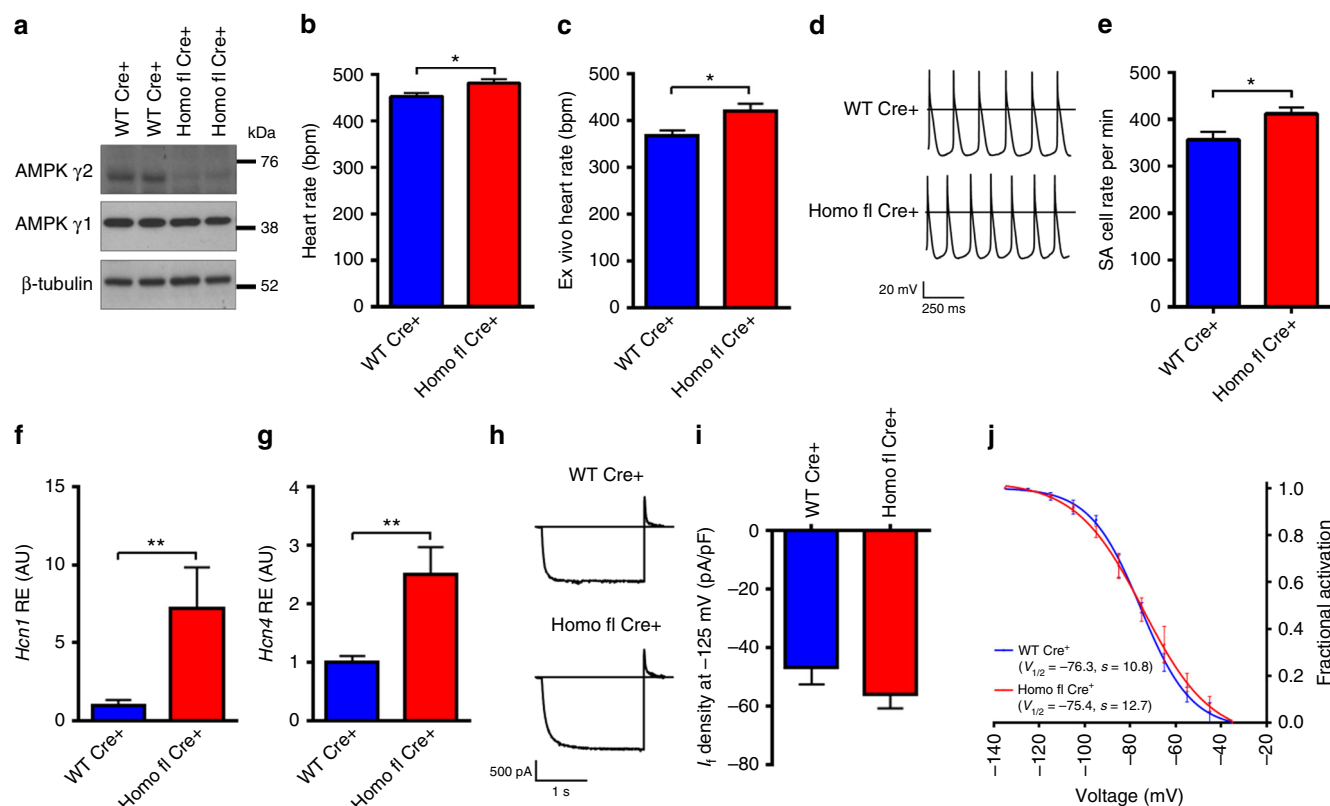 a
WT Cre+
WT Cre+
Homo fl Cre+
Homo fl Cre+
kDa
AMPK γ2
76
AMPK γ1
38
β-tubulin
52
b
Heart rate (bpm)
500
400
300
200
100
0
*
WT Cre+
Homo fl Cre+
c
Ex vivo heart rate (bpm)
500
400
300
200
100
0
*
WT Cre+
Homo fl Cre+
d
WT Cre+
Homo fl Cre+
20 mV
250 ms
e
SA cell rate per min
500
400
300
200
100
0
*
WT Cre+
Homo fl Cre+
f
Hcn1 RE (AU)
15
10
5
0
**
WT Cre+
Homo fl Cre+
g
Hcn4 RE (AU)
4
3
2
1
0
**
WT Cre+
Homo fl Cre+
h
WT Cre+
Homo fl Cre+
500 pA
1 s
i
WT Cre+
Homo fl Cre+
If density at −125 mV (pA/pF)
0
−20
−40
−60
−80
j
1.0
0.8
0.6
0.4
0.2
0.0
Fractional activation
WT Cre+
(V1/2 = −76.3, s = 10.8)
Homo fl Cre+
(V1/2 = −75.4, s = 12.7)
−140
−120
−100
−80
−60
−40
−20
Voltage (mV)